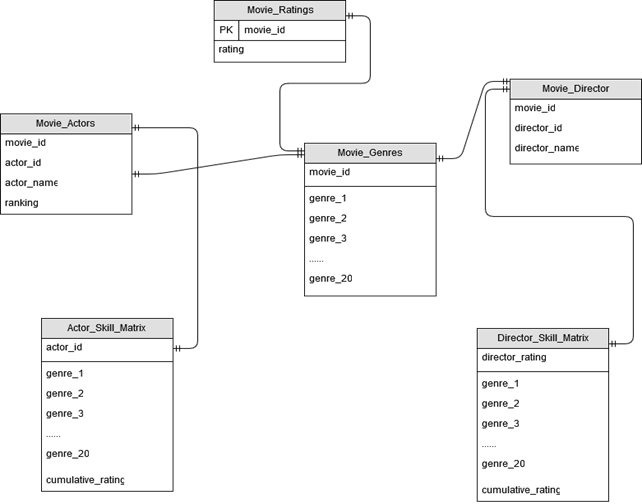 Movie_Ratings
PK movie_id
rating
Movie_Director
movie_id
director_id
director_name
Movie_Actors
movie_id
actor_id
actor_name
ranking
Movie_Genres
movie_id
genre_1
genre_2
genre_3
......
genre_20
Actor_Skill_Matrix
actor_id
genre_1
genre_2
genre_3
......
genre_20
cumulative_rating
Director_Skill_Matrix
director_rating
genre_1
genre_2
genre_3
......
genre_20
cumulative_rating